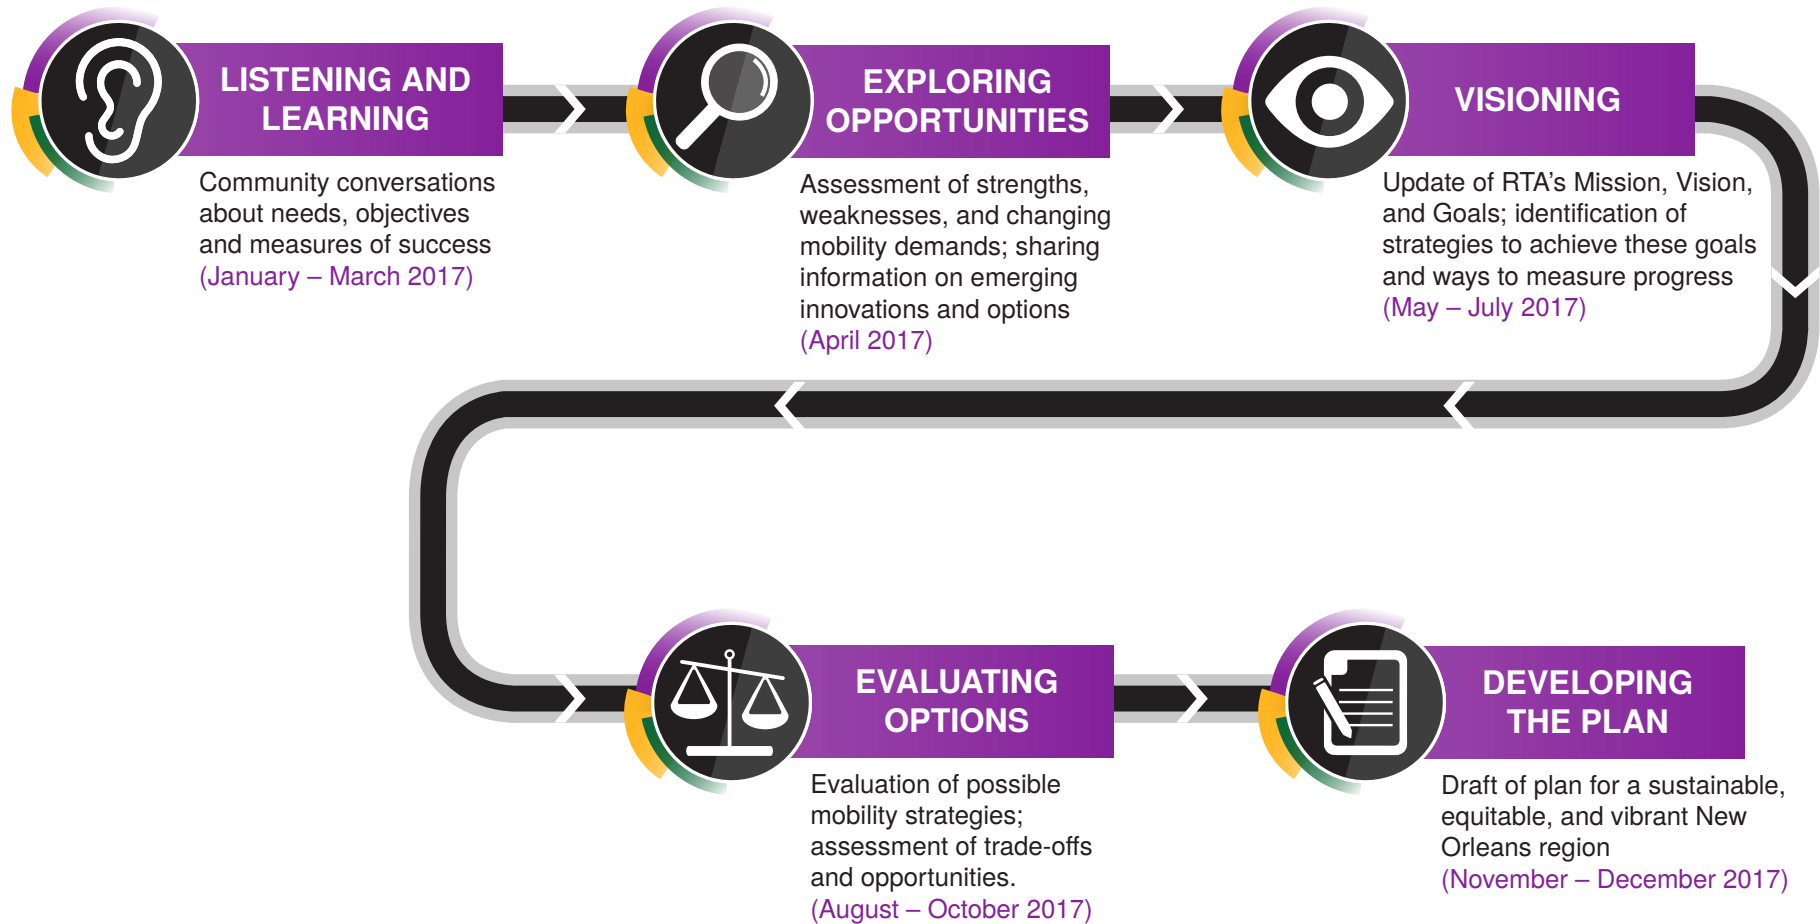 LISTENING AND
LEARNING
Community conversations
about needs, objectives
and measures of success
(January – March 2017)
EXPLORING
OPPORTUNITIES
Assessment of strengths,
weaknesses, and changing
mobility demands; sharing
information on emerging
innovations and options
(April 2017)
VISIONING
Update of RTA's Mission, Vision,
and Goals; identification of
strategies to achieve these goals
and ways to measure progress
(May – July 2017)
EVALUATING
OPTIONS
Evaluation of possible
mobility strategies;
assessment of trade-offs
and opportunities.
(August – October 2017)
DEVELOPING
THE PLAN
Draft of plan for a sustainable,
equitable, and vibrant New
Orleans region
(November – December 2017)